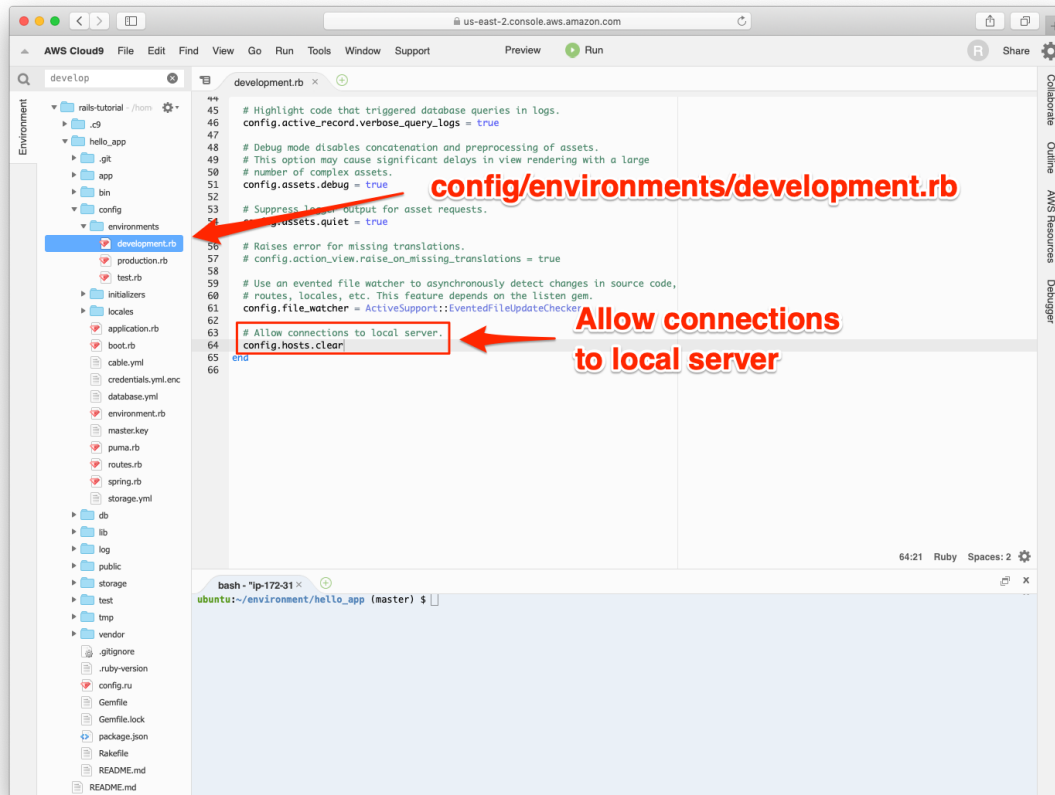 us-east-2.console.aws.amazon.com
AWS Cloud9 File Edit Find View Go Run Tools Window Support Preview Run R Share
develop
development.rb
Environment
Collaborate
Outline
AWS Resources
Debugger
rails-tutorial - /hom
.c9
hello_app
.git
app
bin
config
environments
development.rb
production.rb
test.rb
initializers
locales
application.rb
boot.rb
cable.yml
credentials.yml.enc
database.yml
environment.rb
master.key
puma.rb
routes.rb
spring.rb
storage.yml
db
lib
log
public
storage
test
tmp
vendor
.gitignore
.ruby-version
config.ru
Gemfile
Gemfile.lock
package.json
Rakefile
README.md
README.md
44
45 # Highlight code that triggered database queries in logs.
46 config.active_record.verbose_query_logs = true
47
48 # Debug mode disables concatenation and preprocessing of assets.
49 # This option may cause significant delays in view rendering with a large
50 # number of complex assets.
51 config.assets.debug = true
52
53 # Suppress logger output for asset requests.
54 config.assets.quiet = true
56 # Raises error for missing translations.
57 # config.action_view.raise_on_missing_translations = true
58
59 # Use an evented file watcher to asynchronously detect changes in source code,
60 # routes, locales, etc. This feature depends on the listen gem.
61 config.file_watcher = ActiveSupport::EventedFileUpdateChecker
62
63 # Allow connections to local server.
64 config.hosts.clear
65 end
66
config/environments/development.rb
Allow connections
to local server
64:21 Ruby Spaces: 2
bash - "ip-172-31
ubuntu:~/environment/hello_app (master) $